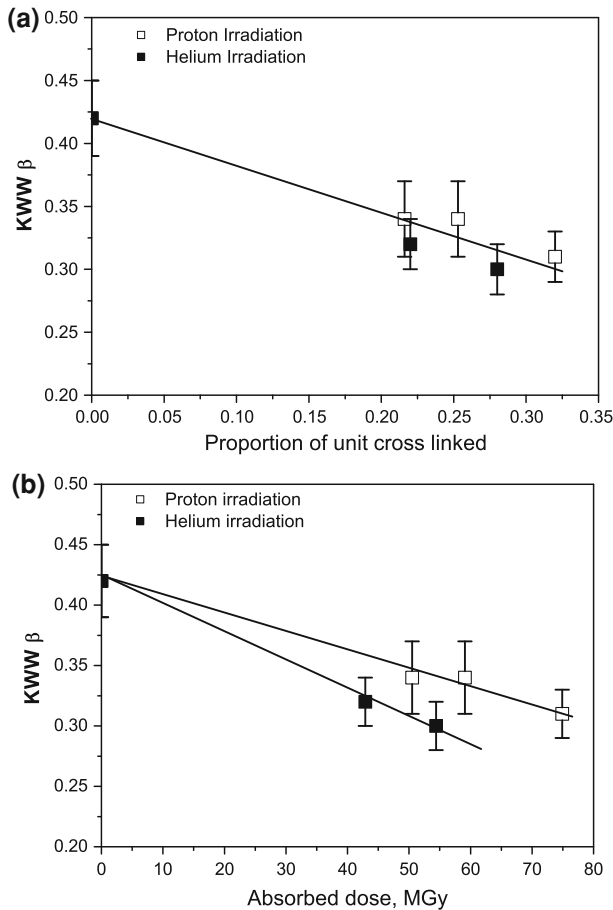 (a)
0.50
0.45
0.40
0.35
0.30
0.25
0.20
KWW β
Proton Irradiation
Helium Irradiation
0.00 0.05 0.10 0.15 0.20 0.25 0.30 0.35
Proportion of unit cross linked
(b)
0.50
0.45
0.40
0.35
0.30
0.25
0.20
KWW β
Proton irradiation
Helium irradiation
0 10 20 30 40 50 60 70 80
Absorbed dose, MGy